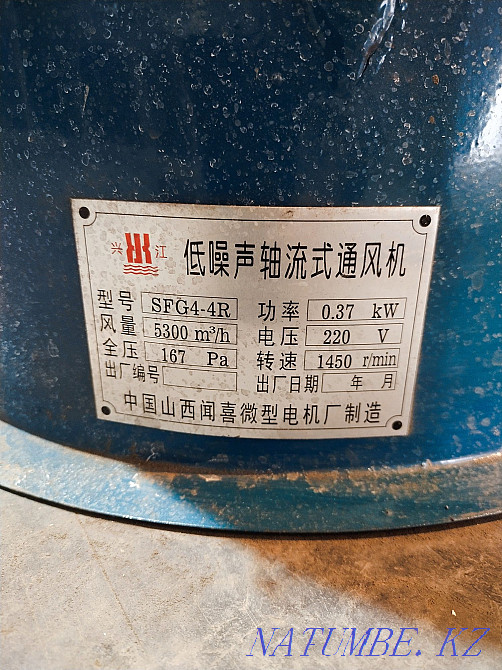 兴 江 低噪声轴流式通风机
型号 SFG4-4R 功率 0.37 kW
风量 5300 m³/h 电压 220 V
全压 167 Pa 转速 1450 r/min
出厂编号 出厂日期 年 月
中国山西闻喜微型电机厂制造
NATUMBE. KZ